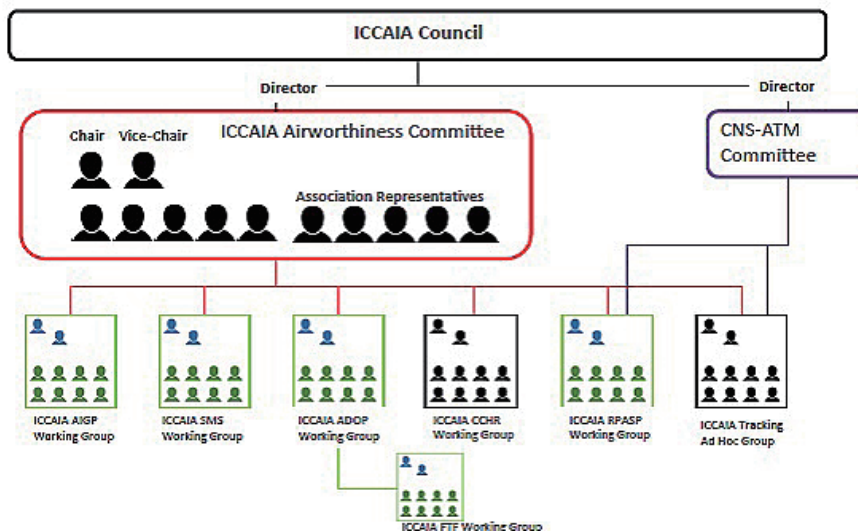 ICCAIA Council
Director
Director
ICCAIA Airworthiness Committee
Chair Vice-Chair
Association Representatives
CNS-ATM
Committee
ICCAIA AIGP
Working Group
ICCAIA SMS
Working Group
ICCAIA ADOP
Working Group
ICCAIA CCHR
Working Group
ICCAIA RPASP
Working Group
ICCAIA Tracking
Ad Hoc Group
ICCAIA FTF Working Group